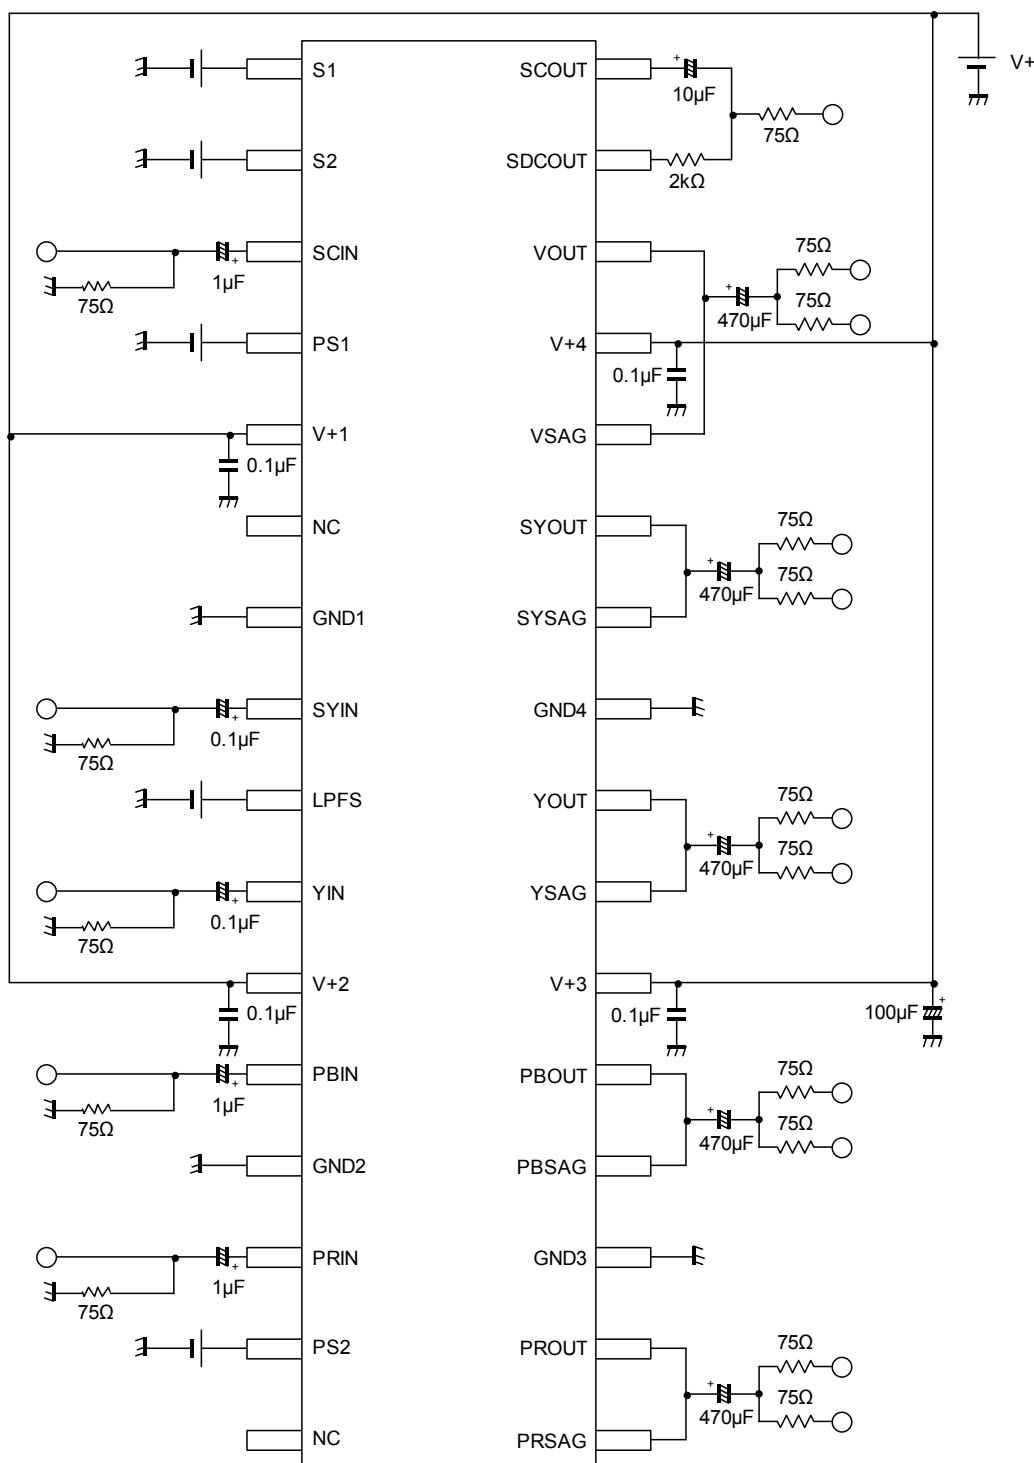 V+
S1
SCOUT
+
10µF
75Ω
S2
SDCOUT
2kΩ
SCIN
+
1µF
75Ω
VOUT
75Ω
+
75Ω
470µF
PS1
V+4
0.1µF
V+1
0.1µF
VSAG
NC
SYOUT
75Ω
+
75Ω
470µF
GND1
SYSAG
SYIN
+
0.1µF
75Ω
GND4
LPFS
YOUT
75Ω
+
75Ω
470µF
YIN
+
0.1µF
75Ω
YSAG
V+2
0.1µF
V+3
0.1µF
+
100µF
PBIN
+
1µF
75Ω
PBOUT
75Ω
+
75Ω
470µF
GND2
PBSAG
PRIN
+
1µF
75Ω
GND3
PS2
PROUT
75Ω
+
75Ω
470µF
NC
PRSAG